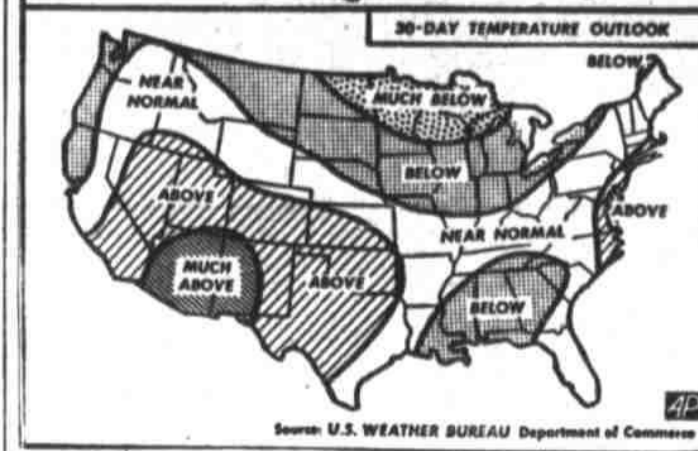 30-DAY TEMPERATURE OUTLOOK
BELOW
NEAR
NORMAL
MUCH BELOW
BELOW
ABOVE
ABOVE
NEAR NORMAL
MUCH
ABOVE
ABOVE
BELOW
AP
Source: U.S. WEATHER BUREAU Department of Commerce